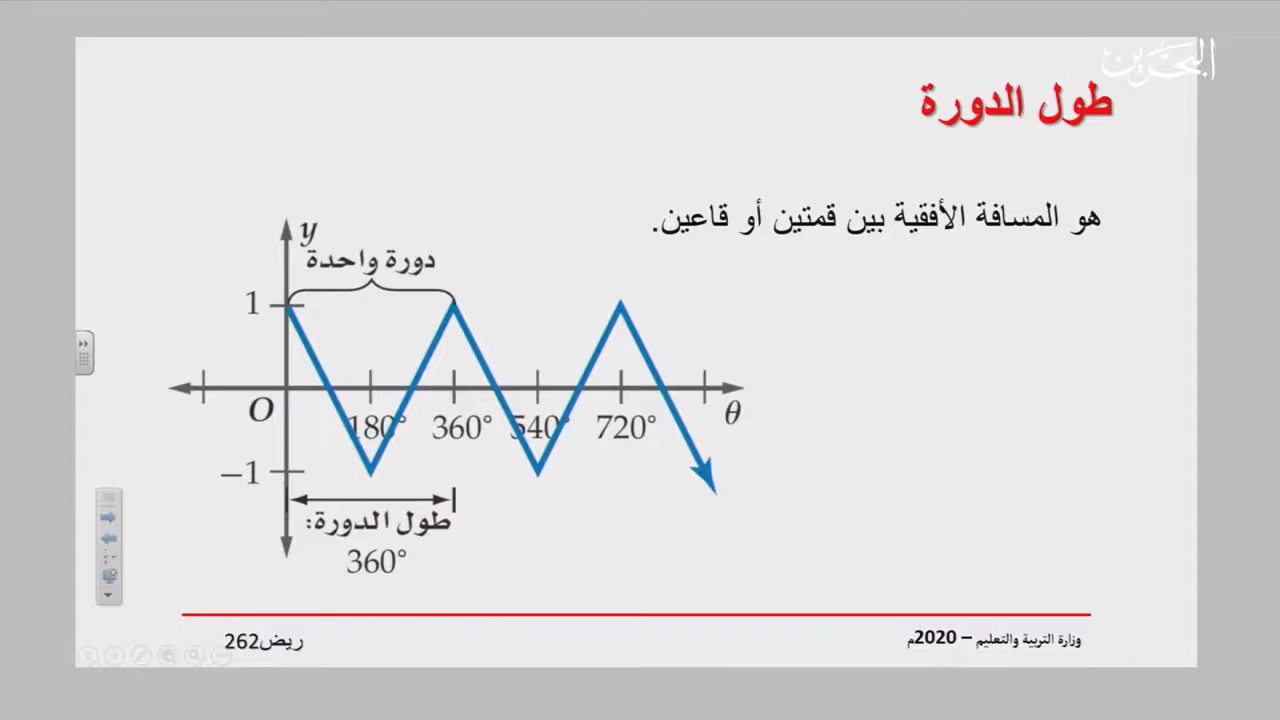 البحرين
طول الدورة
هو المسافة الأفقية بين قمتين أو قاعين.
y
دورة واحدة
1
O
180° 360° 540° 720° θ
−1
طول الدورة:
360°
وزارة التربية والتعليم – 2020م
ريض262